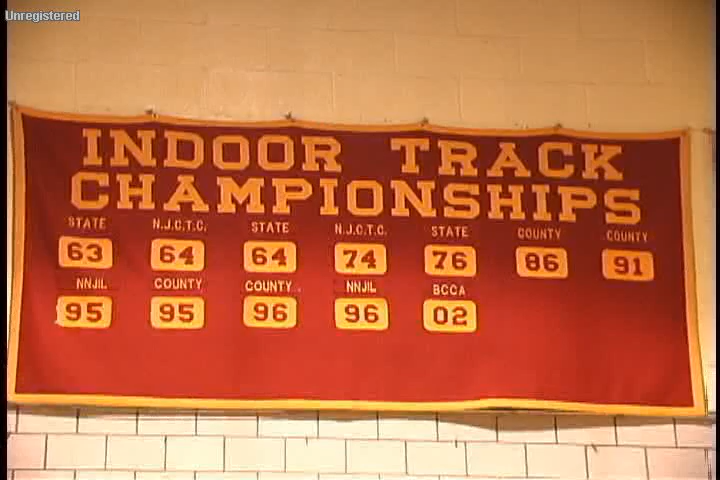 Unregistered
INDOOR TRACK
CHAMPIONSHIPS
STATE N.J.C.T.C. STATE N.J.C.T.C. STATE COUNTY COUNTY
63 64 64 74 76 86 91
NNJIL COUNTY COUNTY NNJIL BCCA
95 95 96 96 02